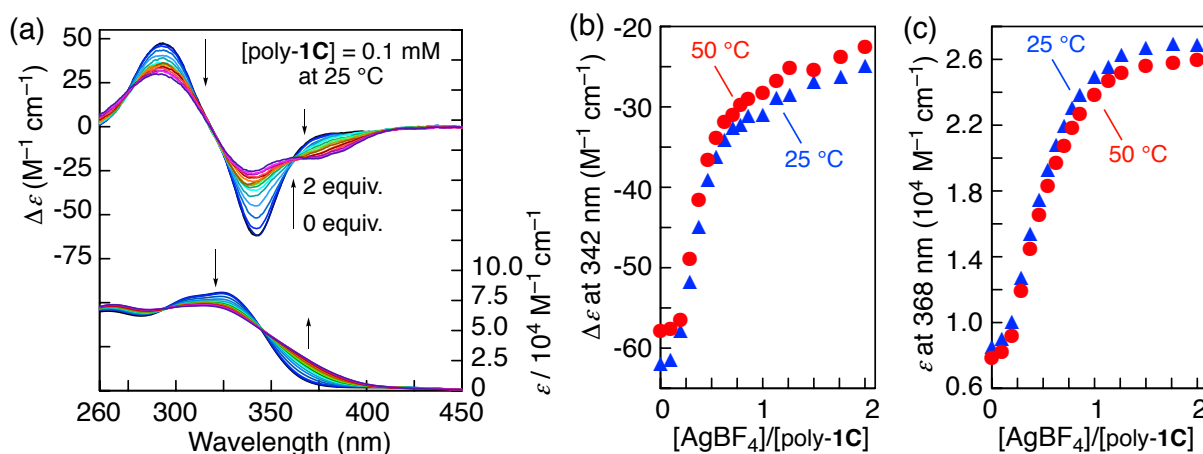 (a)
[poly-1C] = 0.1 mM
at 25 °C
50
25
0
-25
-50
-75
Δε (M⁻¹ cm⁻¹)
2 equiv.
0 equiv.
10.0
7.5
5.0
2.5
0
ε / 10⁴ M⁻¹ cm⁻¹
260 300 350 400 450
Wavelength (nm)
(b)
-20
-30
-40
-50
-60
Δε at 342 nm (M⁻¹ cm⁻¹)
50 °C
25 °C
0 1 2
[AgBF₄]/[poly-1C]
(c)
2.6
2.2
1.8
1.4
1.0
0.6
ε at 368 nm (10⁴ M⁻¹ cm⁻¹)
25 °C
50 °C
0 1 2
[AgBF₄]/[poly-1C]